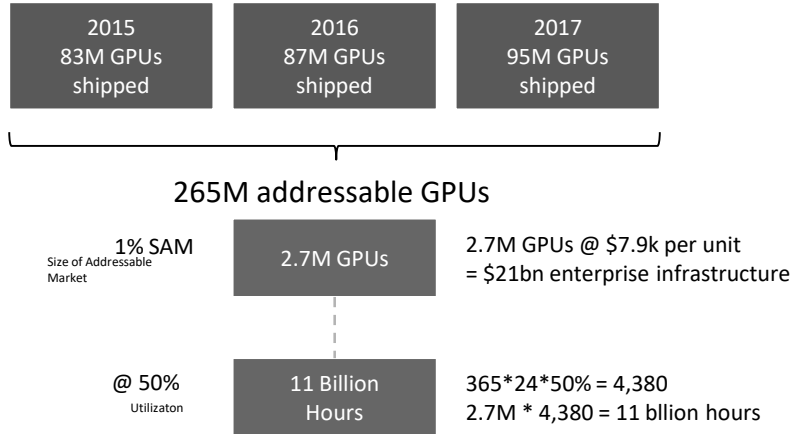 2015
83M GPUs
shipped
2016
87M GPUs
shipped
2017
95M GPUs
shipped
265M addressable GPUs
1% SAM
Size of Addressable
Market
2.7M GPUs
2.7M GPUs @ $7.9k per unit
= $21bn enterprise infrastructure
@ 50%
Utilizaton
11 Billion
Hours
365*24*50% = 4,380
2.7M * 4,380 = 11 bllion hours